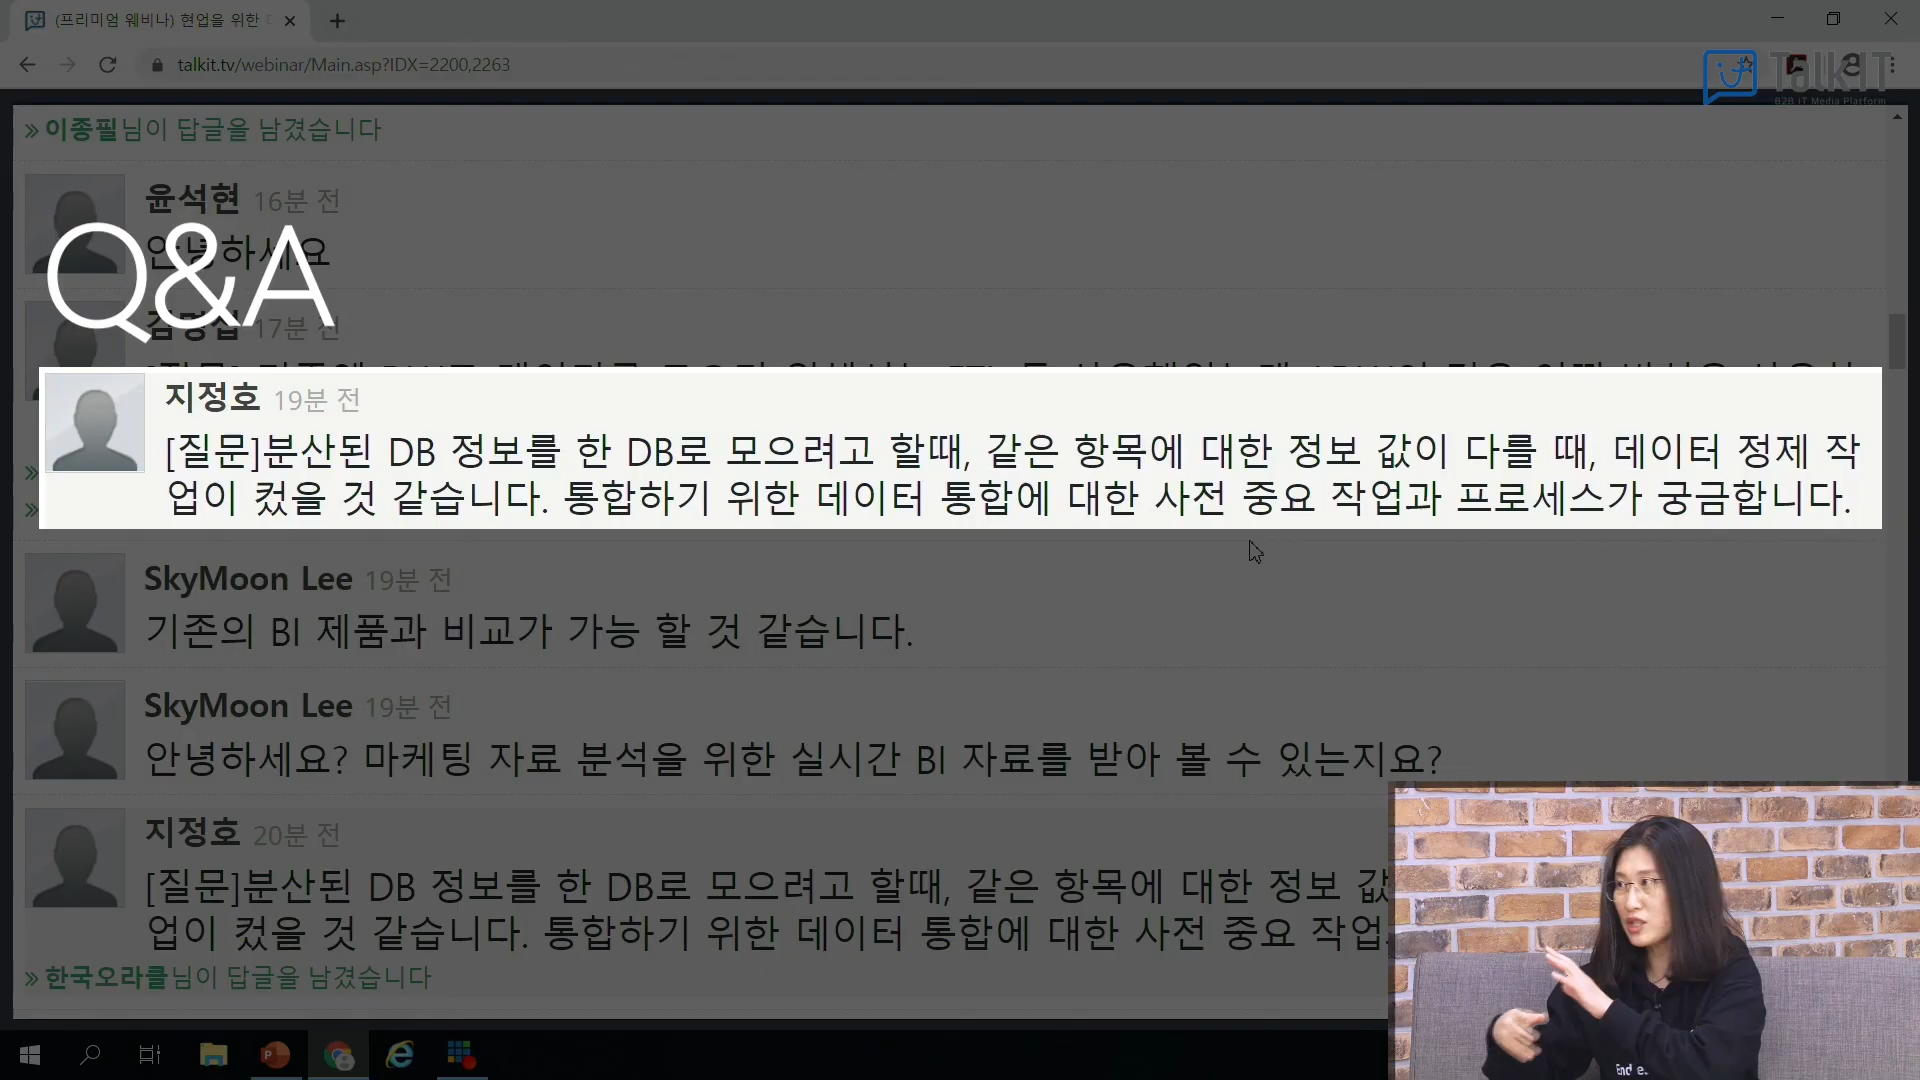 (프리미엄 웨비나) 현업을 위한
talkit.tv/webinar/Main.asp?IDX=2200,2263
TalkIT
B2B IT Media Platform
» 이종필님이 답글을 남겼습니다
윤석현 16분 전
안녕하세요
Q&A
김명섭 17분 전
지정호 19분 전
[질문]분산된 DB 정보를 한 DB로 모으려고 할때, 같은 항목에 대한 정보 값이 다를 때, 데이터 정제 작
업이 컸을 것 같습니다. 통합하기 위한 데이터 통합에 대한 사전 중요 작업과 프로세스가 궁금합니다.
»
»
SkyMoon Lee 19분 전
기존의 BI 제품과 비교가 가능 할 것 같습니다.
SkyMoon Lee 19분 전
안녕하세요? 마케팅 자료 분석을 위한 실시간 BI 자료를 받아 볼 수 있는지요?
지정호 20분 전
[질문]분산된 DB 정보를 한 DB로 모으려고 할때, 같은 항목에 대한 정보 값
업이 컸을 것 같습니다. 통합하기 위한 데이터 통합에 대한 사전 중요 작업
» 한국오라클님이 답글을 남겼습니다
End